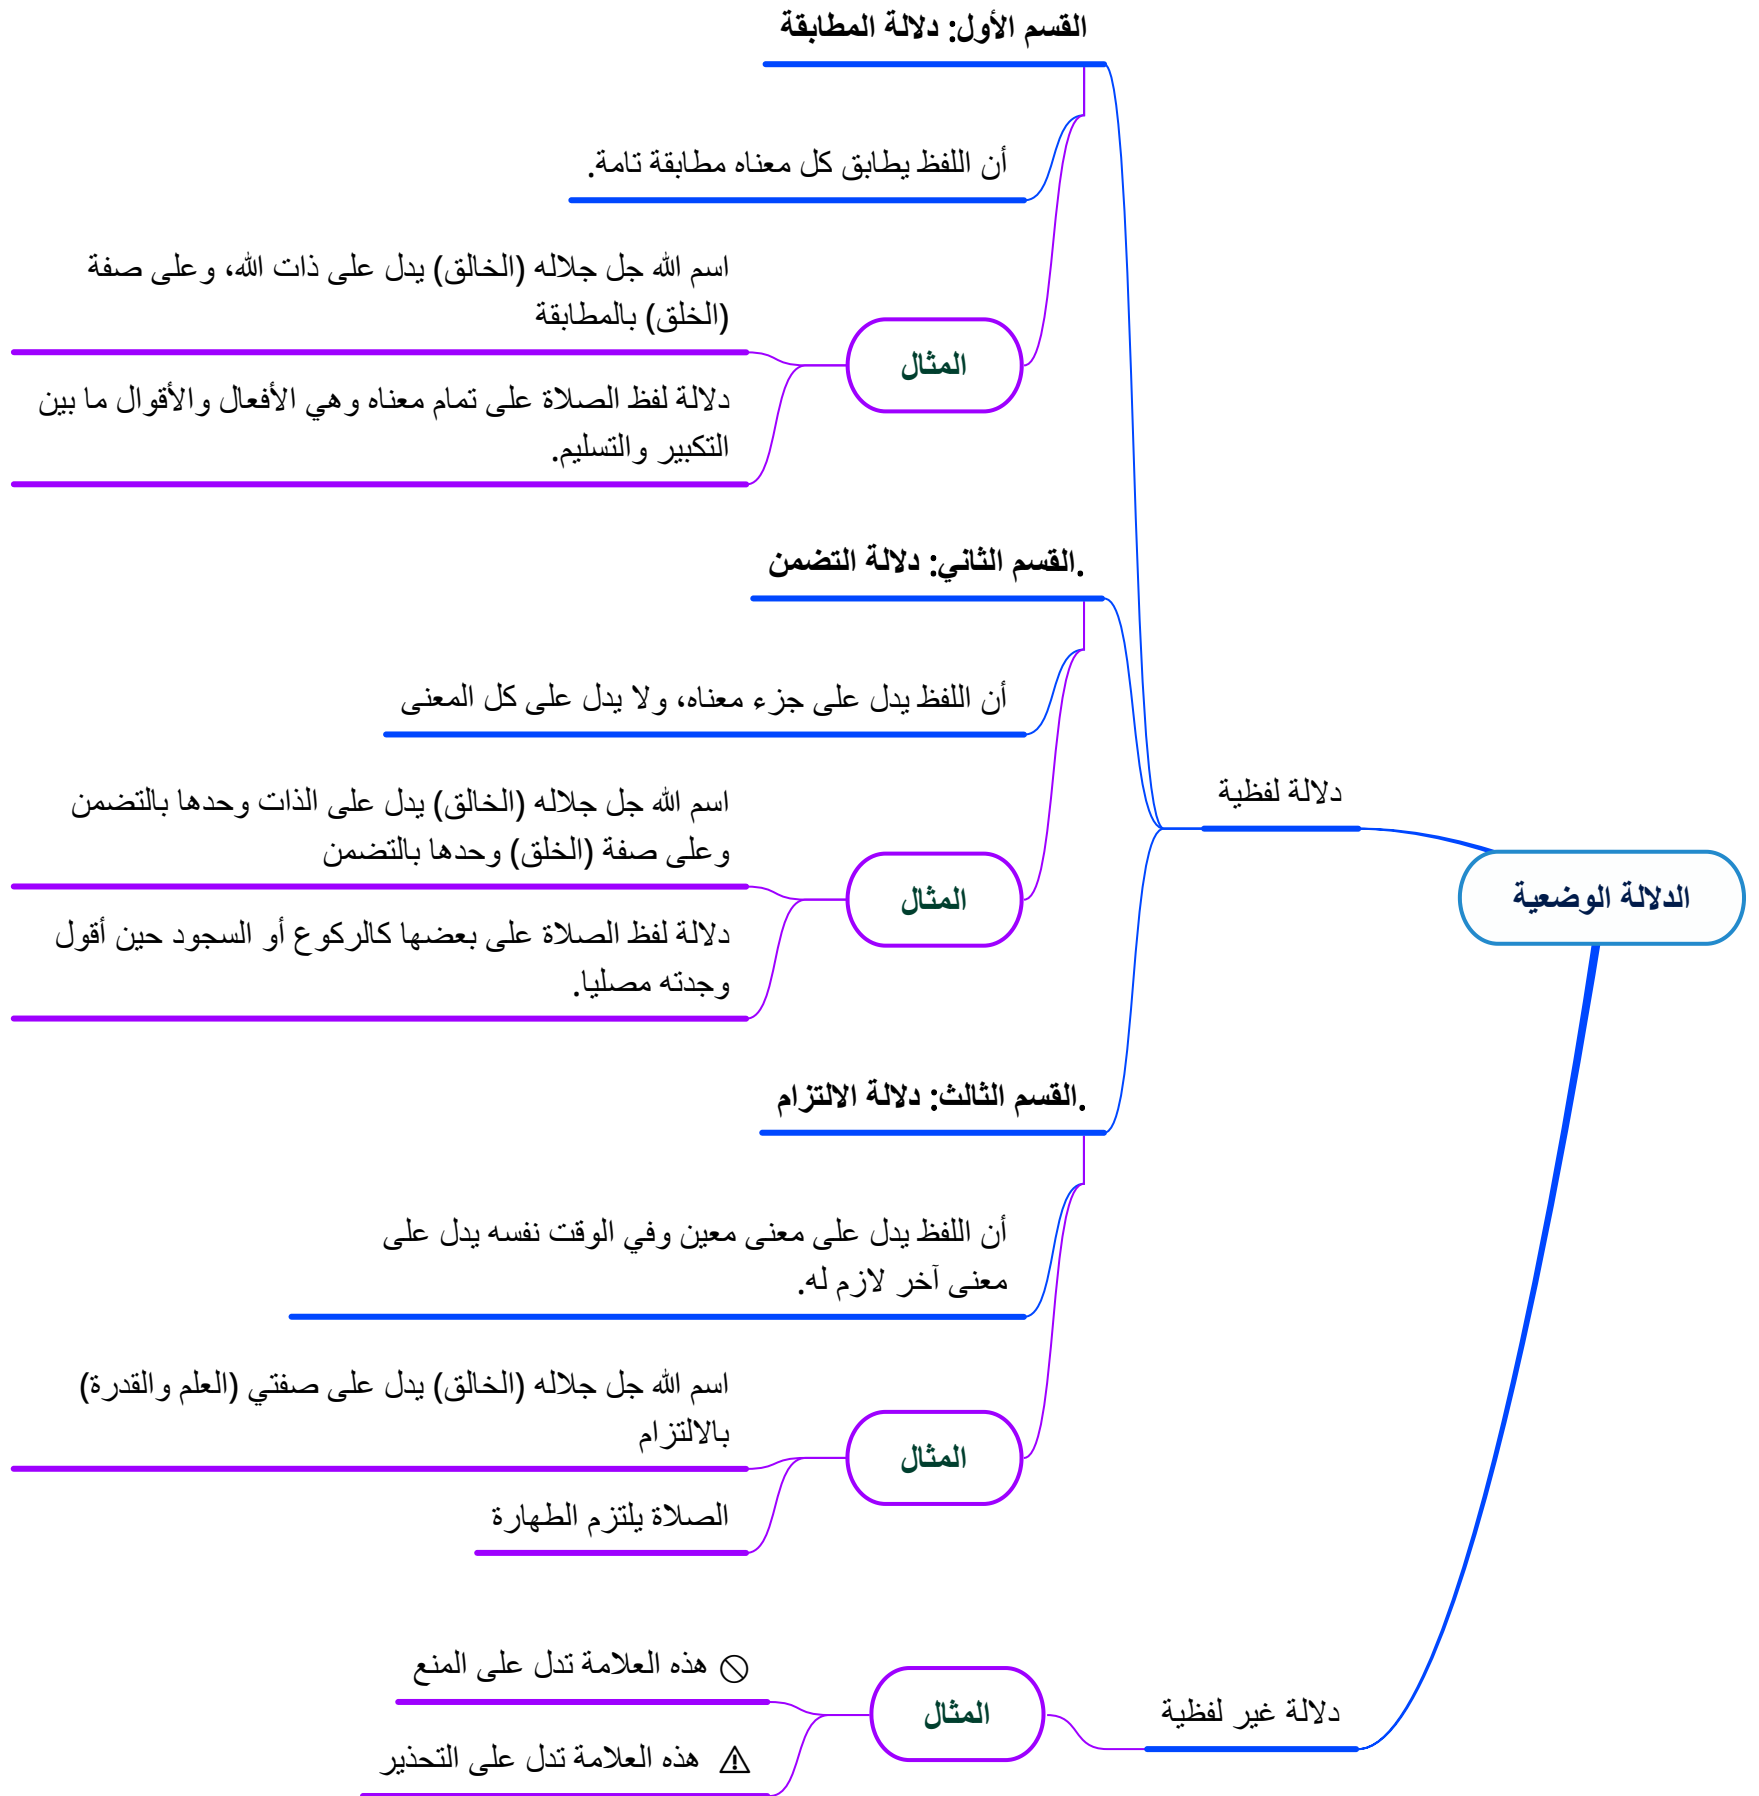 الدلالة الوضعية
دلالة لفظية
القسم الأول: دلالة المطابقة
أن اللفظ يطابق كل معناه مطابقة تامة.
المثال
اسم الله جل جلاله (الخالق) يدل على ذات الله، وعلى صفة
(الخلق) بالمطابقة
دلالة لفظ الصلاة على تمام معناه وهي الأفعال والأقوال ما بين
التكبير والتسليم.
.القسم الثاني: دلالة التضمن
أن اللفظ يدل على جزء معناه، ولا يدل على كل المعنى
المثال
اسم الله جل جلاله (الخالق) يدل على الذات وحدها بالتضمن
وعلى صفة (الخلق) وحدها بالتضمن
دلالة لفظ الصلاة على بعضها كالركوع أو السجود حين أقول
وجدته مصليا.
.القسم الثالث: دلالة الالتزام
أن اللفظ يدل على معنى معين وفي الوقت نفسه يدل على
معنى آخر لازم له.
المثال
اسم الله جل جلاله (الخالق) يدل على صفتي (العلم والقدرة)
بالالتزام
الصلاة يلتزم الطهارة
دلالة غير لفظية
المثال
هذه العلامة تدل على المنع
هذه العلامة تدل على التحذير